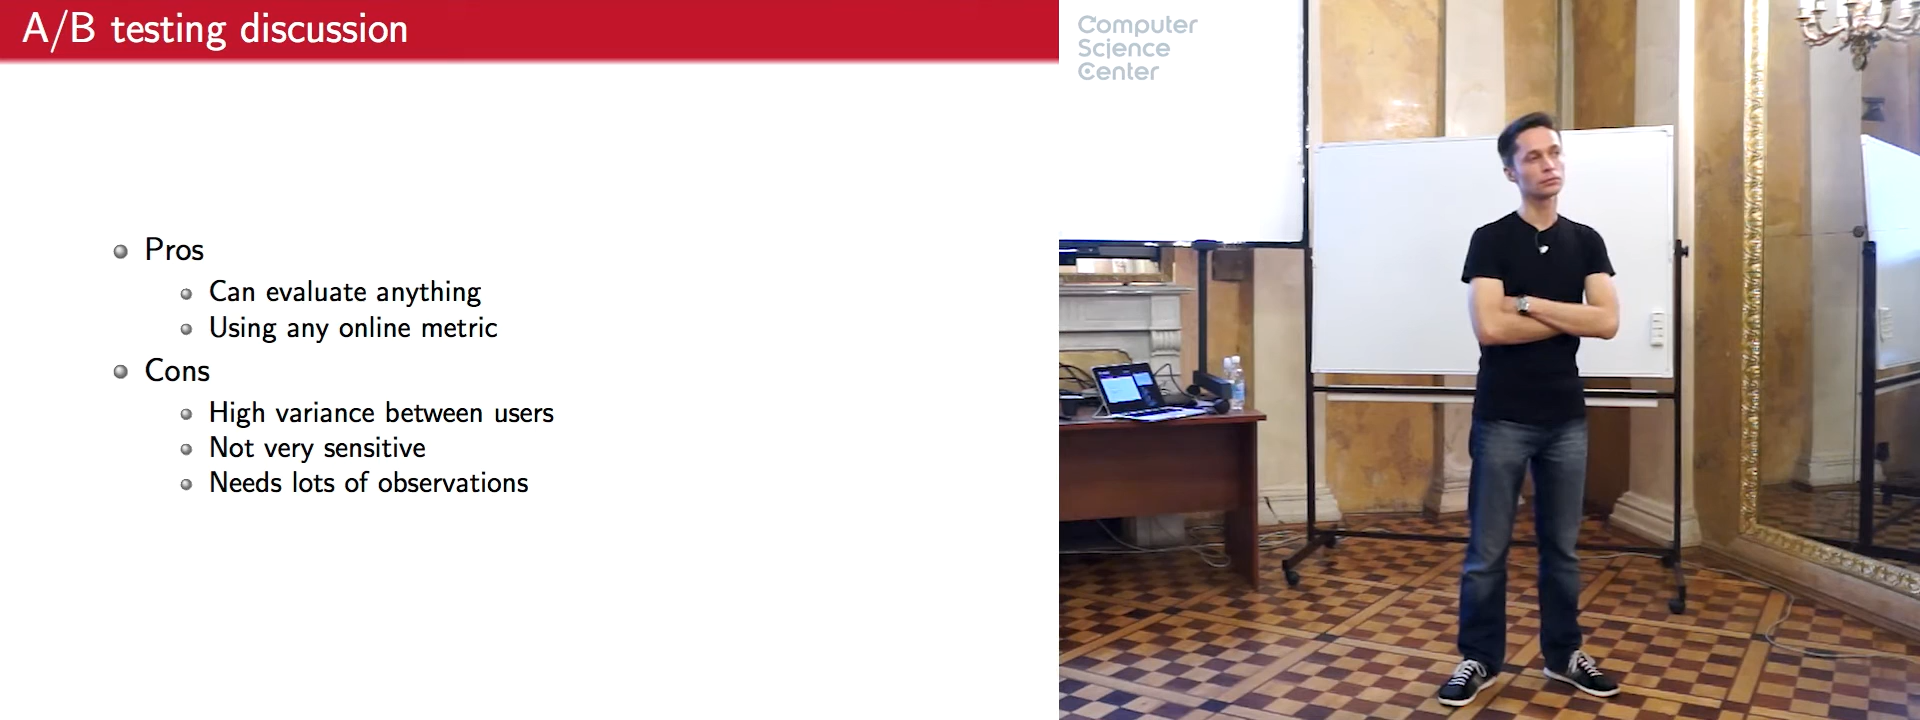 A/B testing discussion
Pros
Can evaluate anything
Using any online metric
Cons
High variance between users
Not very sensitive
Needs lots of observations
Computer
Science
Center